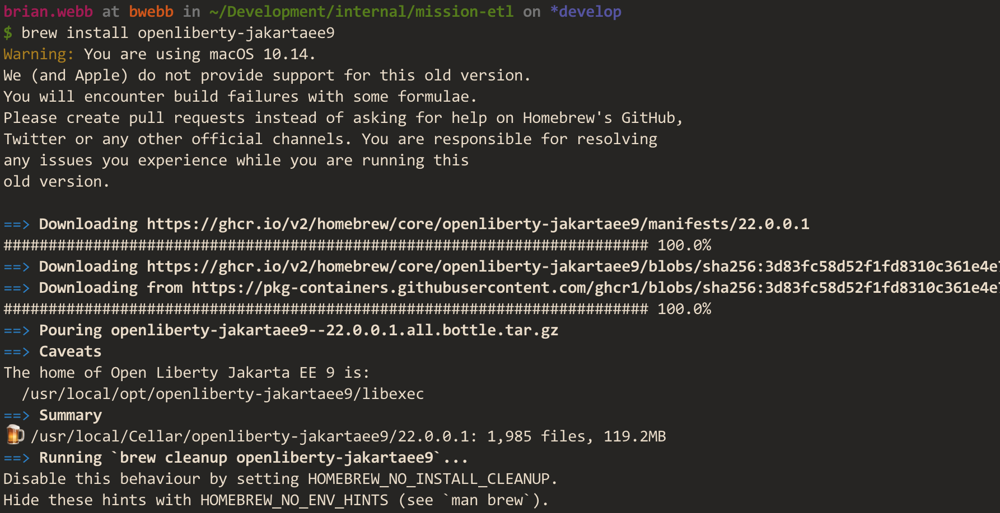 brian.webb at bwebb in ~/Development/internal/mission-etl on *develop
$ brew install openliberty-jakartaee9
Warning: You are using macOS 10.14.
We (and Apple) do not provide support for this old version.
You will encounter build failures with some formulae.
Please create pull requests instead of asking for help on Homebrew's GitHub,
Twitter or any other official channels. You are responsible for resolving
any issues you experience while you are running this
old version.
==> Downloading https://ghcr.io/v2/homebrew/core/openliberty-jakartaee9/manifests/22.0.0.1
######################################################################## 100.0%
==> Downloading https://ghcr.io/v2/homebrew/core/openliberty-jakartaee9/blobs/sha256:3d83fc58d52f1fd8310c361e4e7
==> Downloading from https://pkg-containers.githubusercontent.com/ghcr1/blobs/sha256:3d83fc58d52f1fd8310c361e4e7
######################################################################## 100.0%
==> Pouring openliberty-jakartaee9--22.0.0.1.all.bottle.tar.gz
==> Caveats
The home of Open Liberty Jakarta EE 9 is:
  /usr/local/opt/openliberty-jakartaee9/libexec
==> Summary
🍺 /usr/local/Cellar/openliberty-jakartaee9/22.0.0.1: 1,985 files, 119.2MB
==> Running `brew cleanup openliberty-jakartaee9`...
Disable this behaviour by setting HOMEBREW_NO_INSTALL_CLEANUP.
Hide these hints with HOMEBREW_NO_ENV_HINTS (see `man brew`).